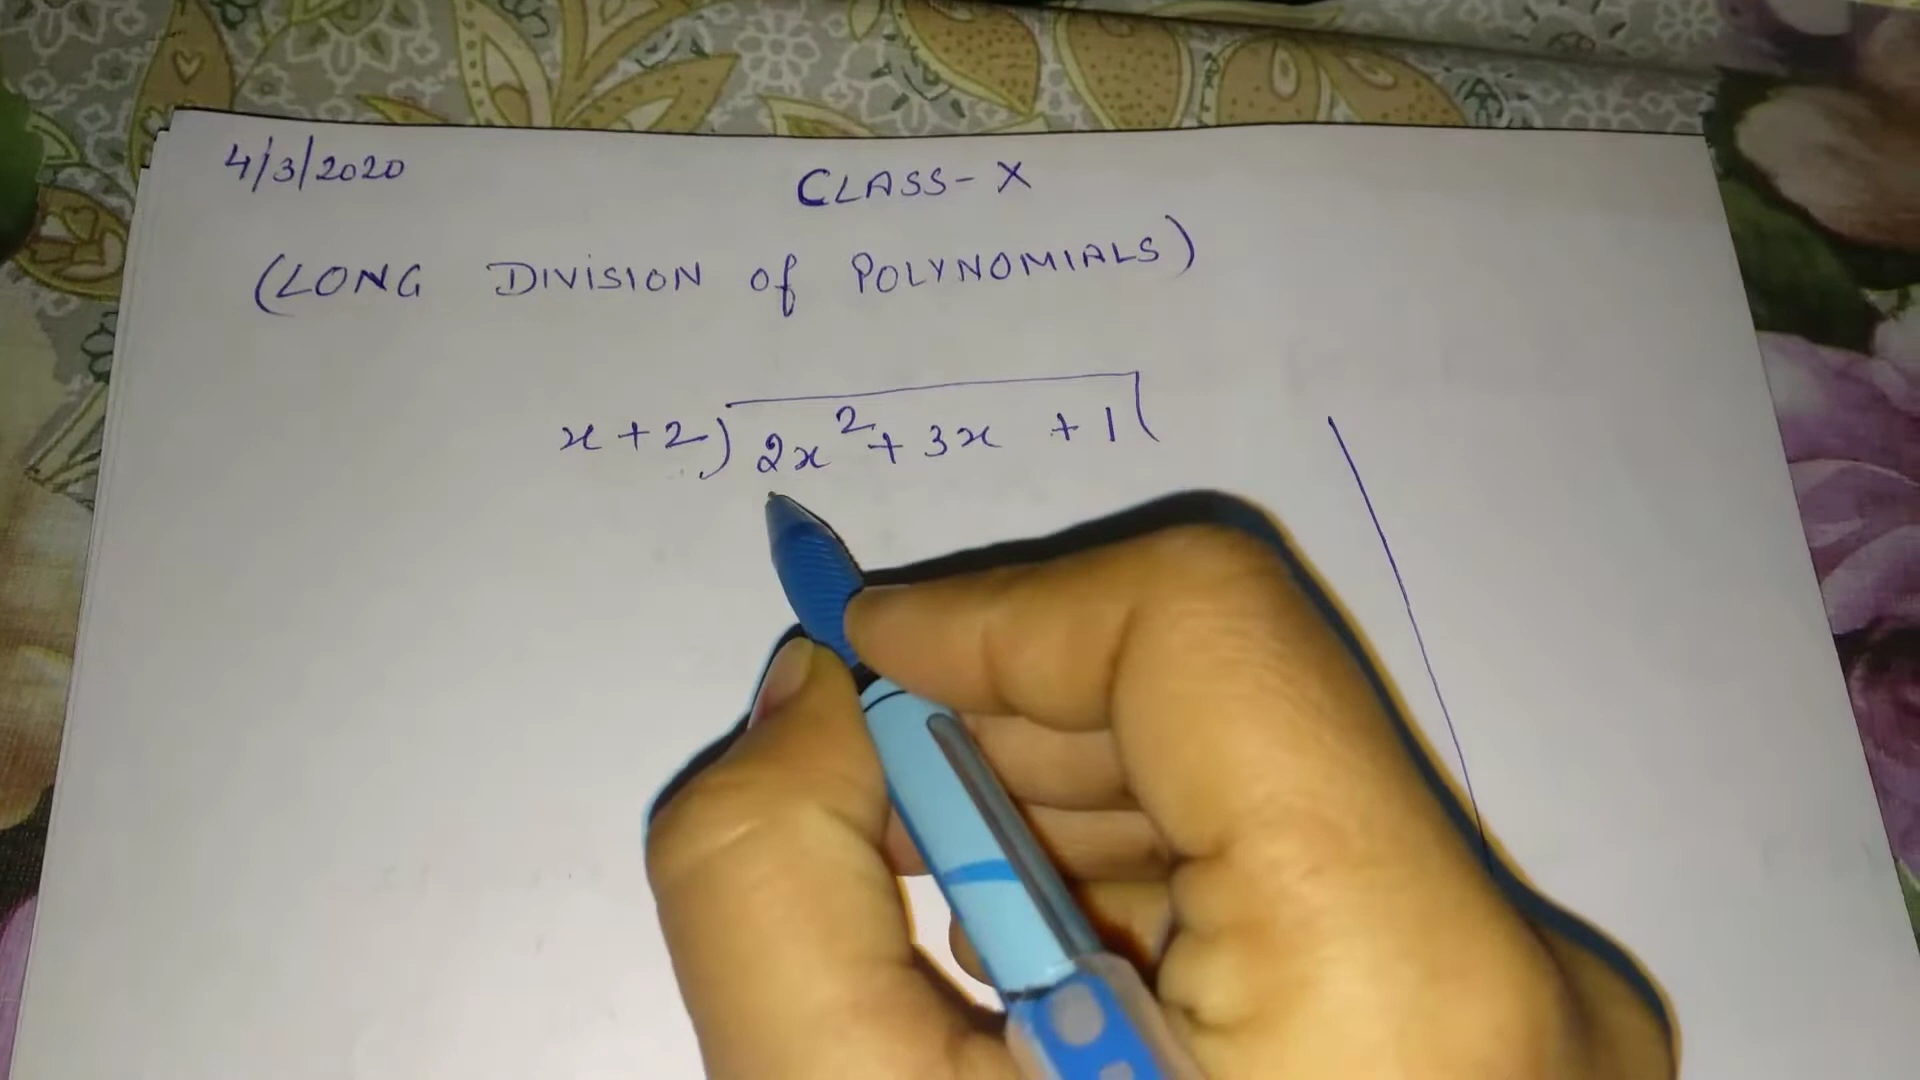 4/3/2020
CLASS-X
(LONG DIVISION of POLYNOMIALS)
x+2) 2x²+ 3x + 1(